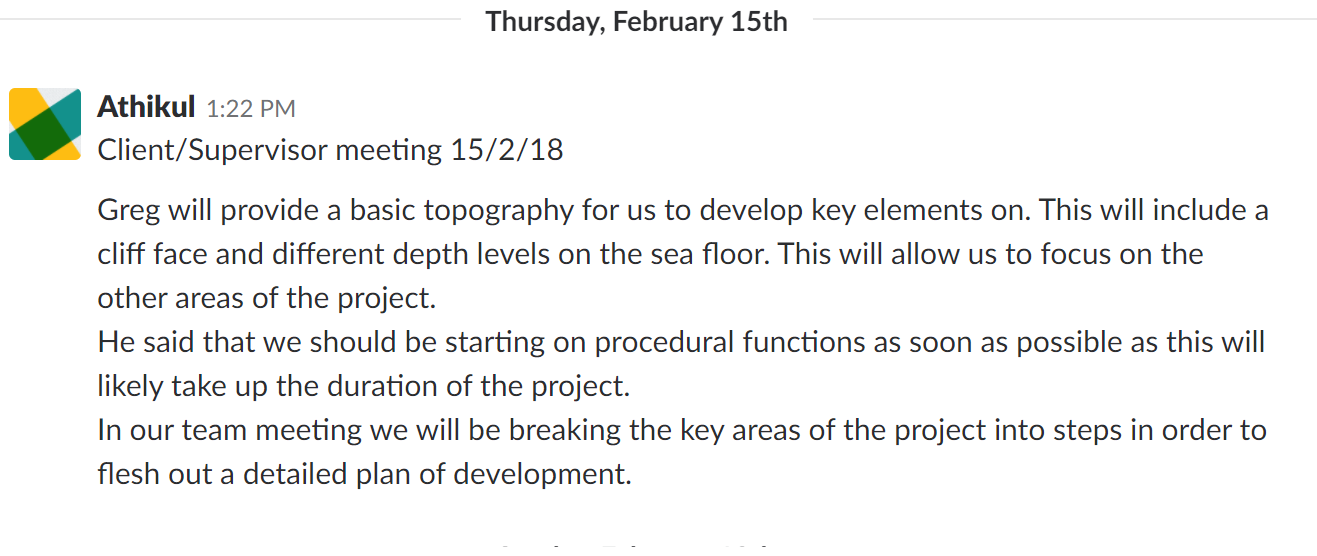 Thursday, February 15th
Athikul 1:22 PM
Client/Supervisor meeting 15/2/18
Greg will provide a basic topography for us to develop key elements on. This will include a
cliff face and different depth levels on the sea floor. This will allow us to focus on the
other areas of the project.
He said that we should be starting on procedural functions as soon as possible as this will
likely take up the duration of the project.
In our team meeting we will be breaking the key areas of the project into steps in order to
flesh out a detailed plan of development.